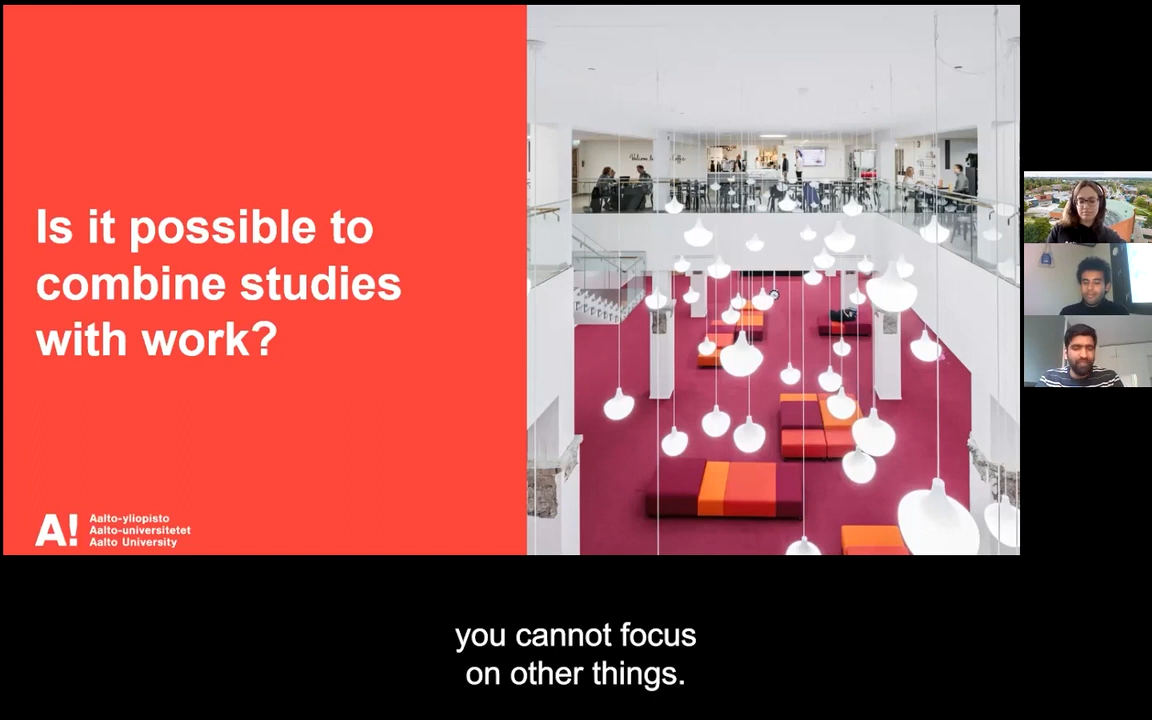 Is it possible to
combine studies
with work?
A!
Aalto-yliopisto
Aalto-universitetet
Aalto University
you cannot focus
on other things.